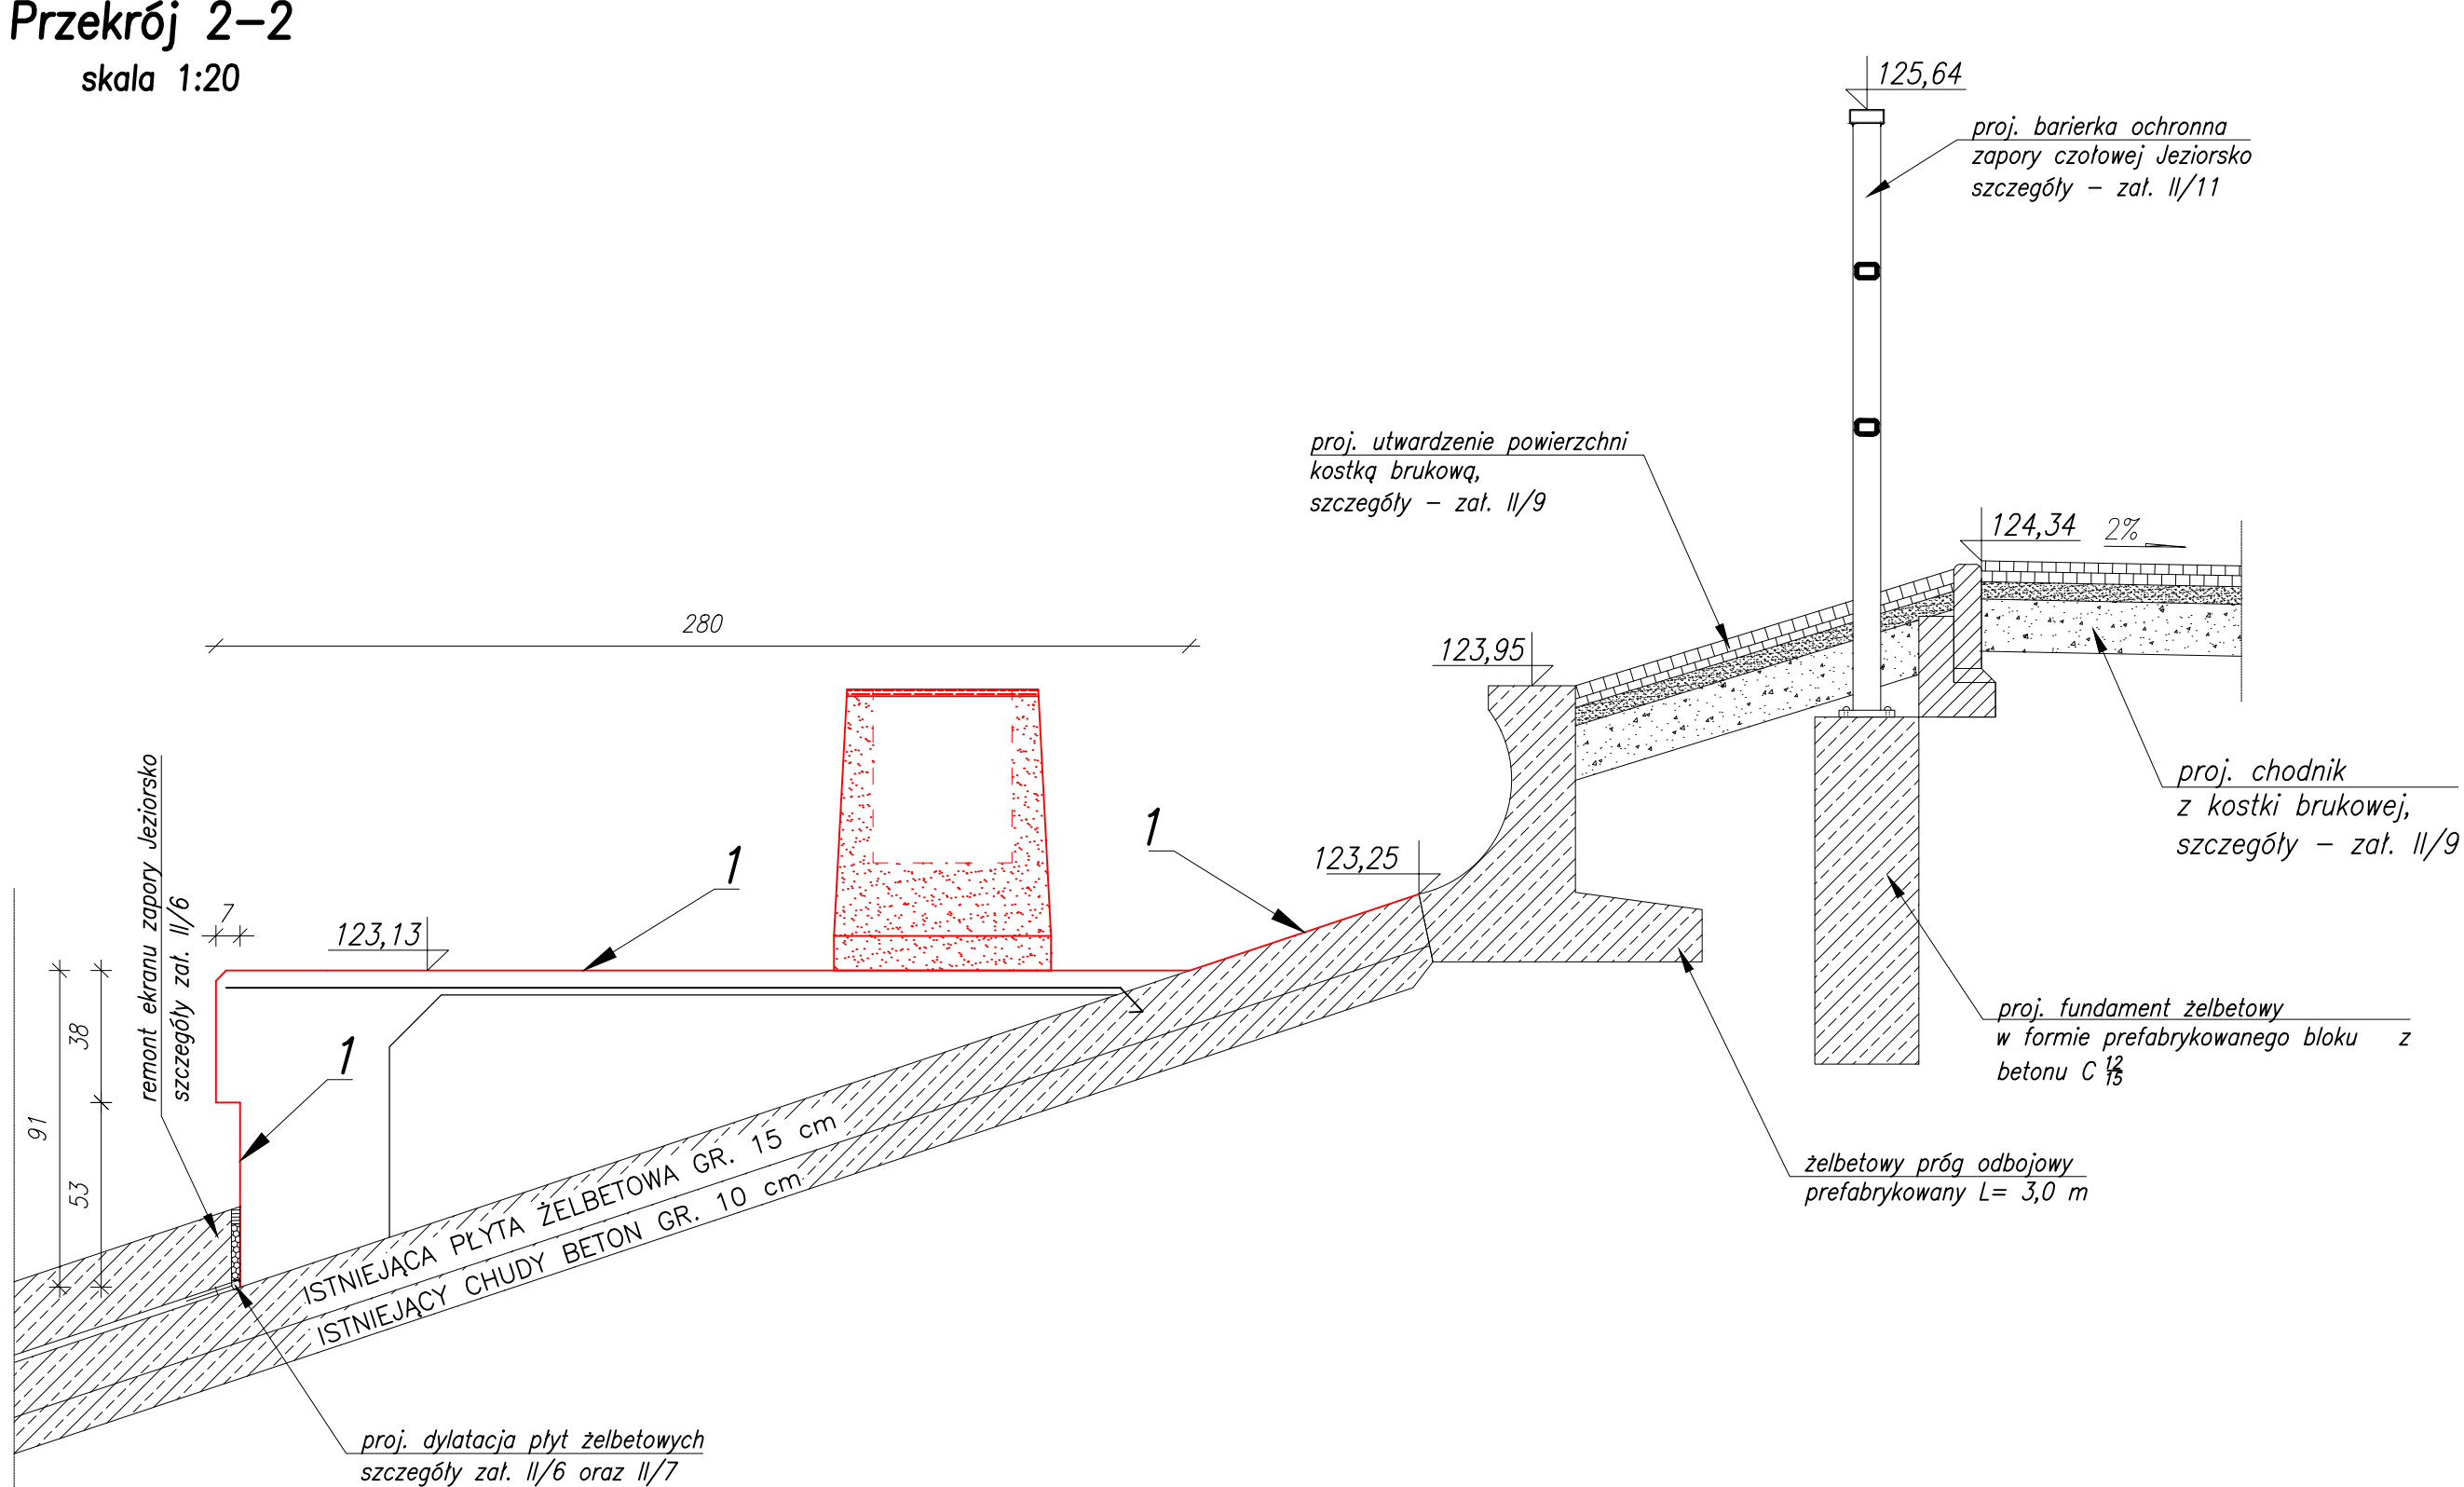 Przekrój 2-2
skala 1:20
125,64
proj. barierka ochronna
zapory czołowej Jeziorsko
szczegóły - zał. II/11
proj. utwardzenie powierzchni
kostką brukową,
szczegóły - zał. II/9
124,34
2%
280
123,95
remont ekranu zapory Jeziorsko
szczegóły zał. II/6
proj. chodnik
z kostki brukowej,
szczegóły - zał. II/9
1
1
123,25
7
123,13
38
91
53
1
proj. fundament żelbetowy
w formie prefabrykowanego bloku z
betonu C 12/15
ISTNIEJĄCA PŁYTA ŻELBETOWA GR. 15 cm
ISTNIEJĄCY CHUDY BETON GR. 10 cm
żelbetowy próg odbojowy
prefabrykowany L= 3,0 m
proj. dylatacja płyt żelbetowych
szczegóły zał. II/6 oraz II/7